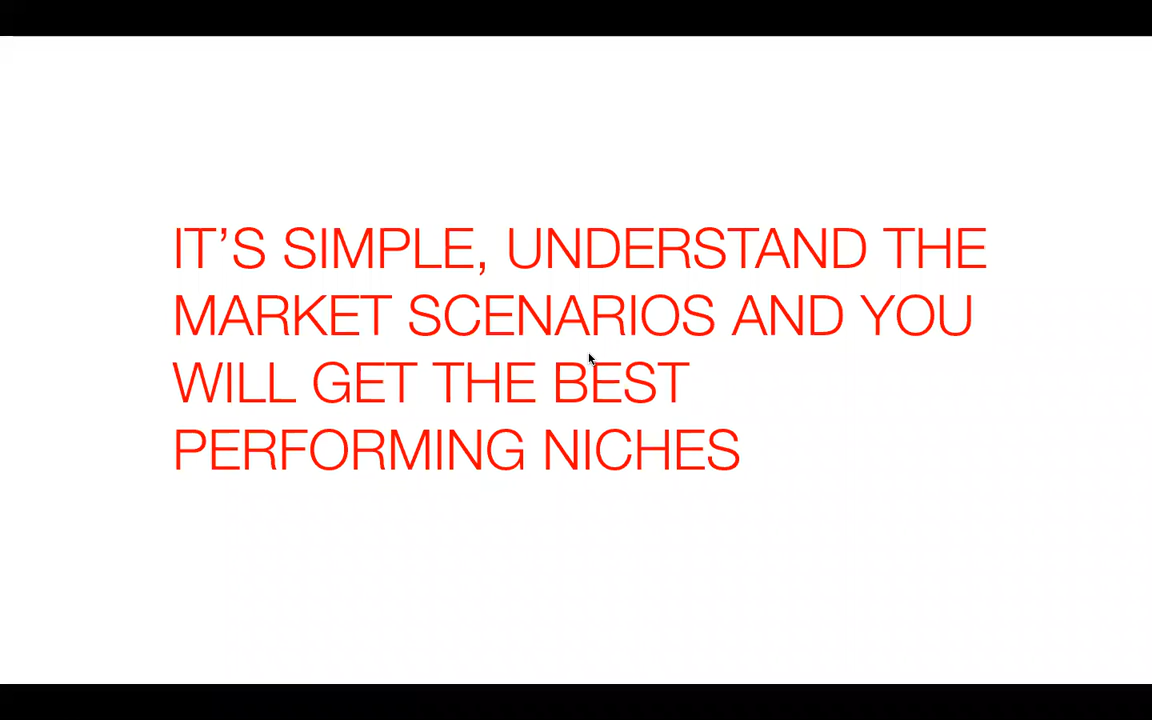 IT’S SIMPLE, UNDERSTAND THE
MARKET SCENARIOS AND YOU
WILL GET THE BEST
PERFORMING NICHES